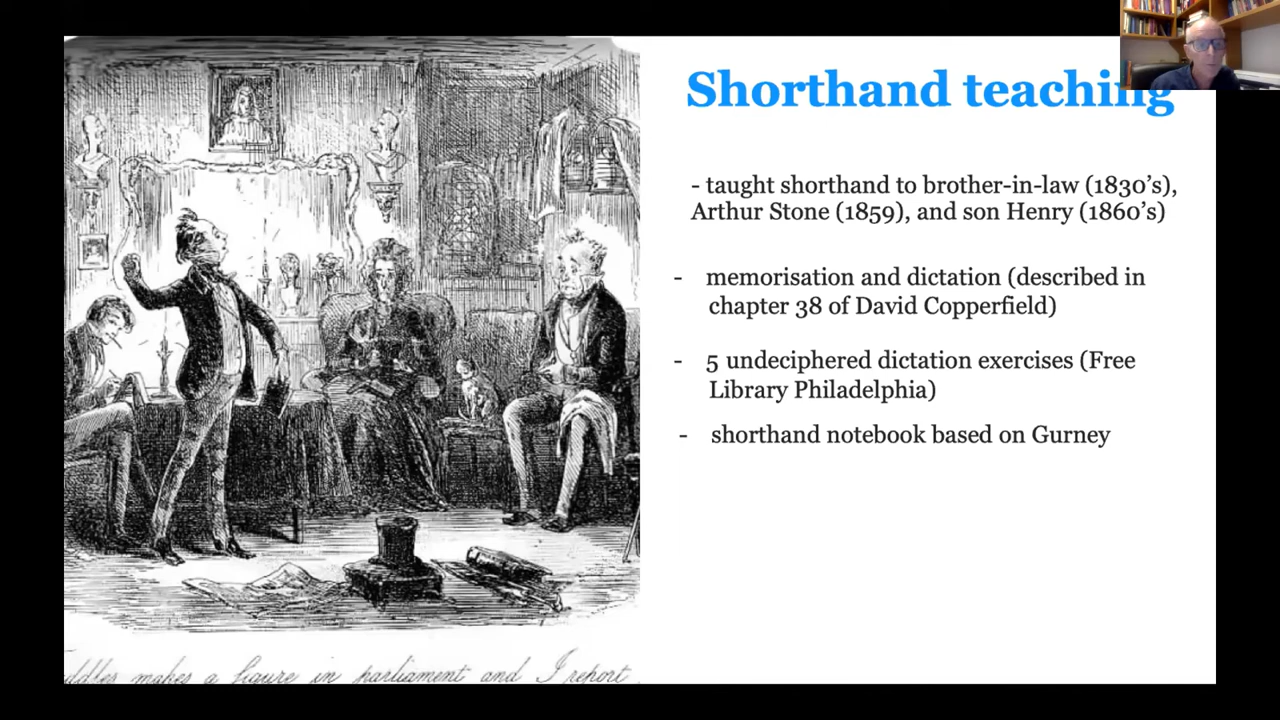 Shorthand teaching
- taught shorthand to brother-in-law (1830’s),
Arthur Stone (1859), and son Henry (1860’s)
- memorisation and dictation (described in
chapter 38 of David Copperfield)
- 5 undeciphered dictation exercises (Free
Library Philadelphia)
- shorthand notebook based on Gurney
uddles makes a figure in parliament and I report